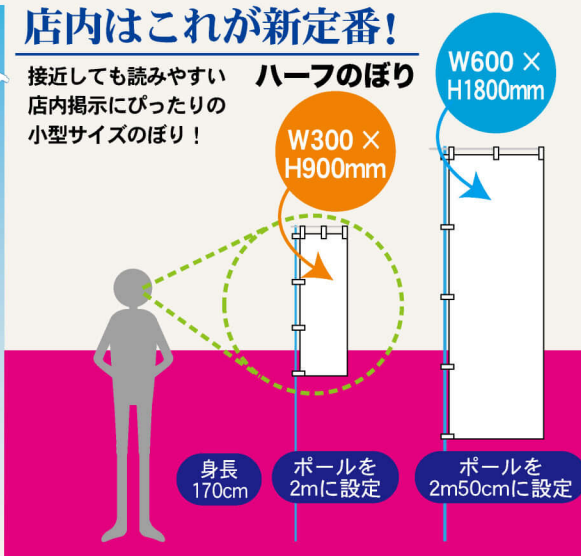 店内はこれが新定番!
接近しても読みやすい
店内掲示にぴったりの
小型サイズのぼり！
ハーフのぼり
W300×
H900mm
W600×
H1800mm
身長
170cm
ポールを
2mに設定
ポールを
2m50cmに設定